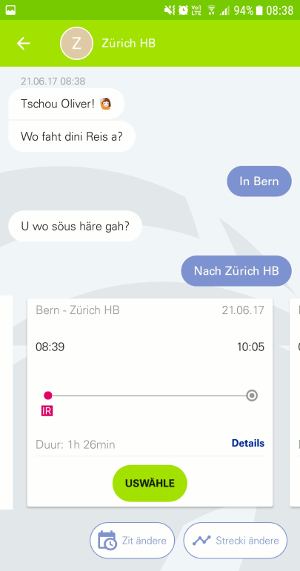 94% 08:38
Z Zürich HB
21.06.17 08:38
Tschou Oliver!
Wo faht dini Reis a?
In Bern
U wo söus häre gah?
Nach Zürich HB
Bern - Zürich HB 21.06.17
08:39 10:05
IR
Duur: 1h 26min Details
USWÄHLE
Zit ändere Strecki ändere